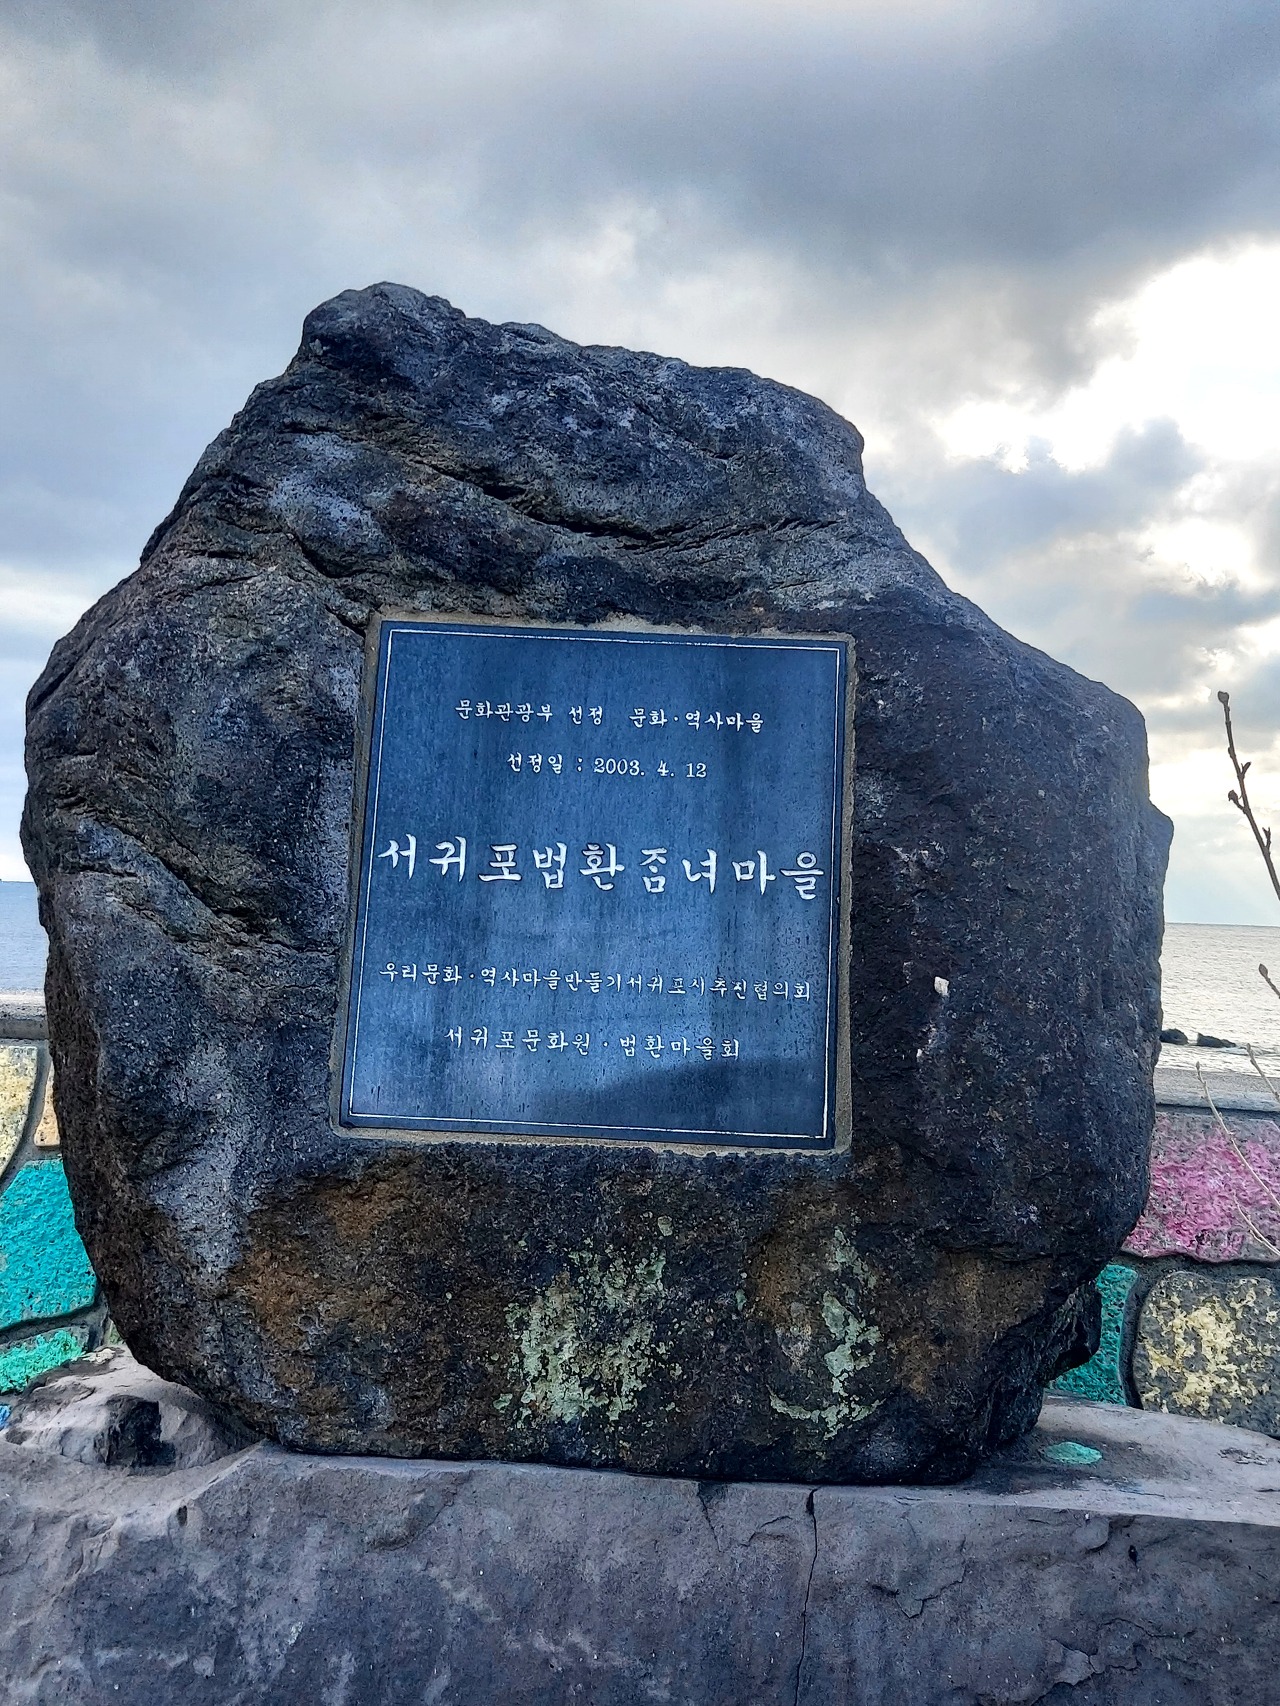 문화관광부 선정 문화·역사마을
선정일 : 2003. 4. 12
서귀포법환좀녀마을
우리문화·역사마을만들기서귀포시추진협의회
서귀포문화원·법환마을회